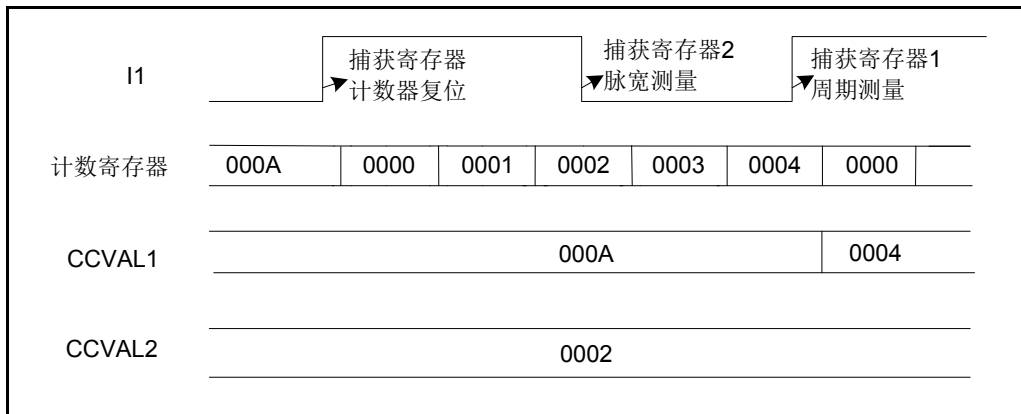 I1
捕获寄存器
计数器复位
捕获寄存器2
脉宽测量
捕获寄存器1
周期测量
计数寄存器 000A 0000 0001 0002 0003 0004 0000
CCVAL1 000A 0004
CCVAL2 0002